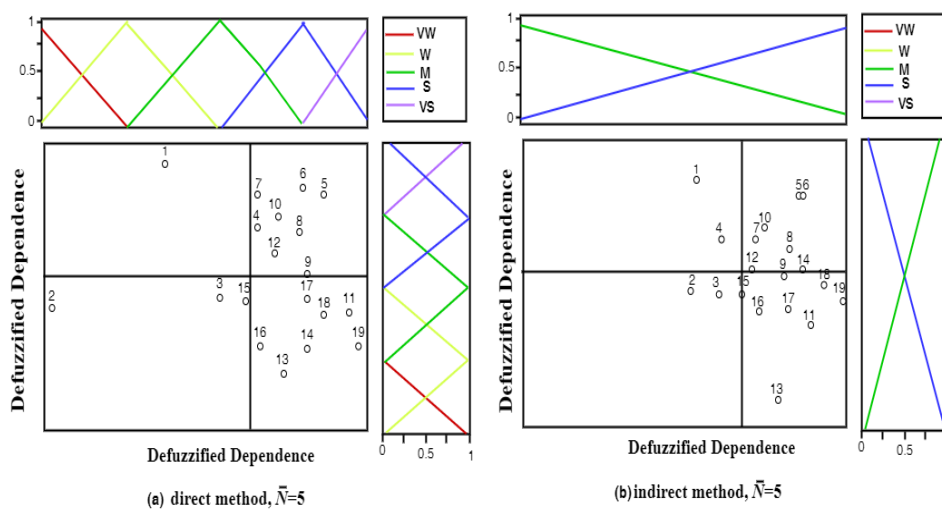 1
0.5
0
VW
W
M
S
VS
Defuzzified Dependence
1
2
3
4
5
6
7
8
9
10
11
12
13
14
15
16
17
18
19
0 0.5 1
Defuzzified Dependence
(a) direct method, N̄=5
1
0.5
0
VW
W
M
S
VS
Defuzzified Dependence
1
2
3
4
56
7
8
9
10
11
12
13
14
15
16
17
18
19
0 0.5
Defuzzified Dependence
(b) indirect method, N̄=5